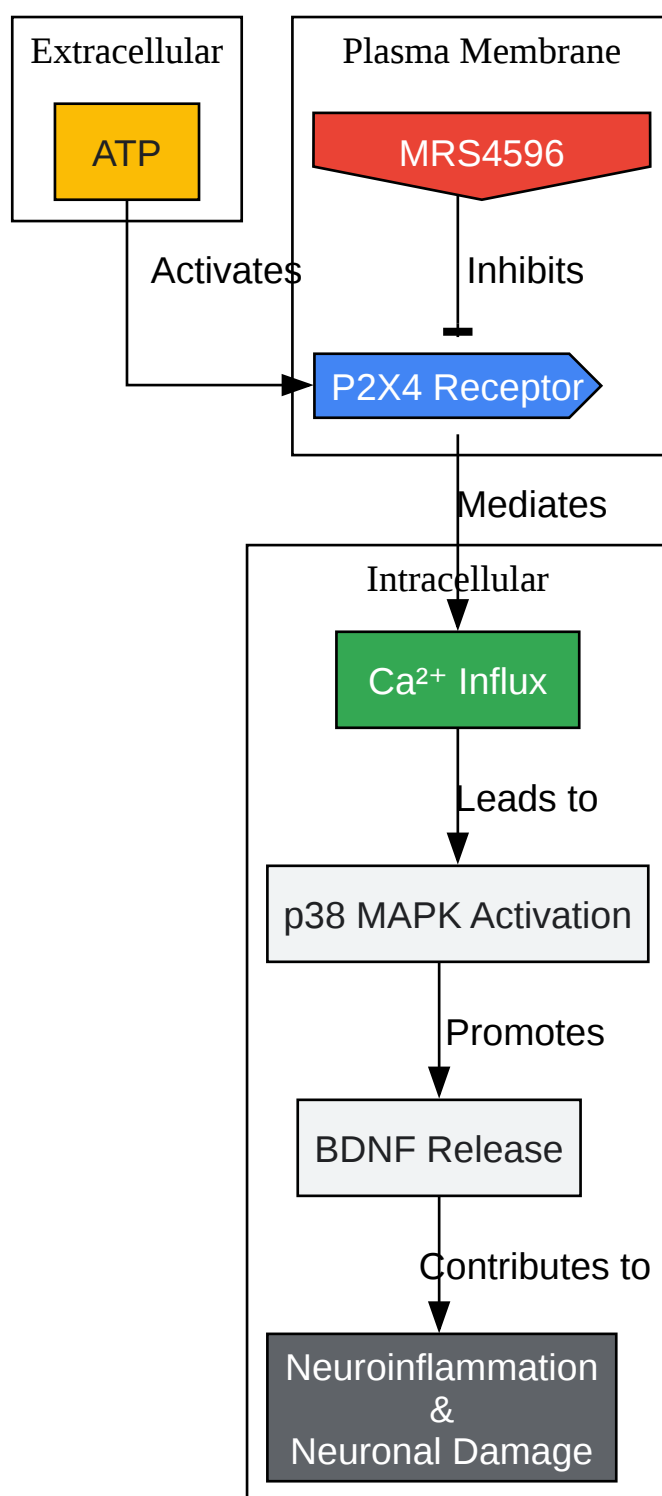 Extracellular
Plasma Membrane
ATP
MRS4596
Activates
Inhibits
P2X4 Receptor
Mediates
Intracellular
Ca²⁺ Influx
Leads to
p38 MAPK Activation
Promotes
BDNF Release
Contributes to
Neuroinflammation
&
Neuronal Damage